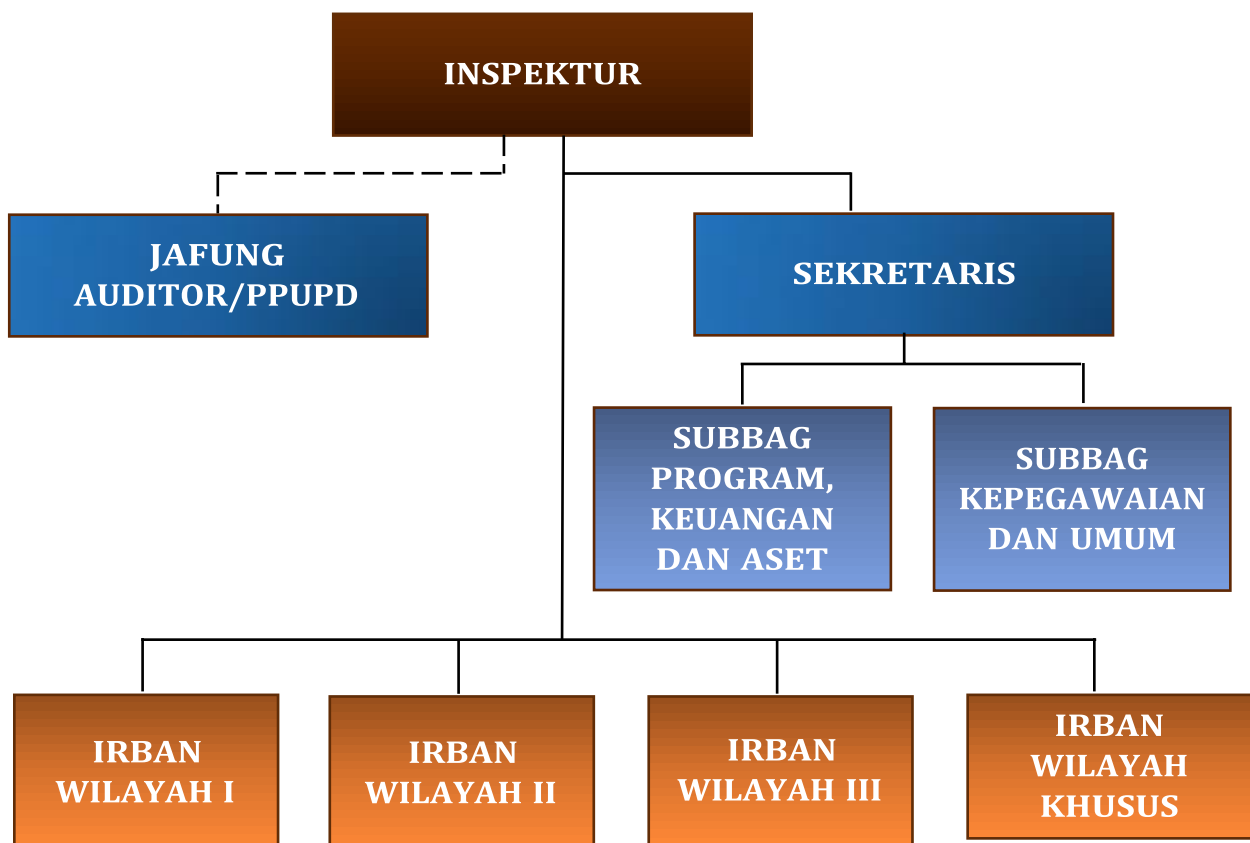 INSPEKTUR
JAFUNG
AUDITOR/PPUPD
SEKRETARIS
SUBBAG
PROGRAM,
KEUANGAN
DAN ASET
SUBBAG
KEPEGAWAIAN
DAN UMUM
IRBAN
WILAYAH I
IRBAN
WILAYAH II
IRBAN
WILAYAH III
IRBAN
WILAYAH
KHUSUS